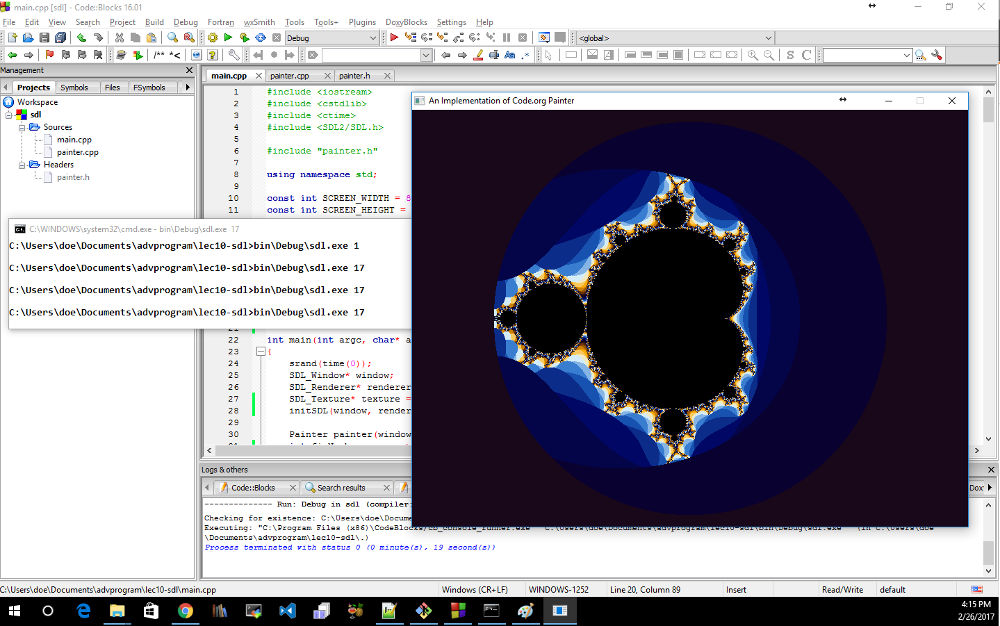 main.cpp [sdl] - Code::Blocks 16.01
File Edit View Search Project Build Debug Fortran wxSmith Tools Tools+ Plugins DoxyBlocks Settings Help
Debug <global>
/** *< Aa .* S C
Management
Projects Symbols Files FSymbols
Workspace
sdl
Sources
main.cpp
painter.cpp
Headers
painter.h
main.cpp painter.cpp painter.h
1 #include <iostream>
2 #include <cstdlib>
3 #include <ctime>
4 #include <SDL2/SDL.h>
5
6 #include "painter.h"
7
8 using namespace std;
9
10 const int SCREEN_WIDTH = 8
11 const int SCREEN_HEIGHT =
An Implementation of Code.org Painter
C:\WINDOWS\system32\cmd.exe - bin\Debug\sdl.exe 17
C:\Users\doe\Documents\advprogram\lec10-sdl>bin\Debug\sdl.exe 1
C:\Users\doe\Documents\advprogram\lec10-sdl>bin\Debug\sdl.exe 17
C:\Users\doe\Documents\advprogram\lec10-sdl>bin\Debug\sdl.exe 17
C:\Users\doe\Documents\advprogram\lec10-sdl>bin\Debug\sdl.exe 17
22 int main(int argc, char* a
23 {
24 srand(time(0));
25 SDL_Window* window;
26 SDL_Renderer* renderer
27 SDL_Texture* texture =
28 initSDL(window, render
29
30 Painter painter(window
Logs & others
Code::Blocks Search results Doxy
-------------- Run: Debug in sdl (compiler:
Checking for existence: C:\Users\doe\Docume
Executing: "C:\Program Files (x86)\CodeBlocks/cb_console_runner.exe" "C:\Users\doe\Documents\advprogram\lec10-sdl\bin\Debug\sdl.exe" (in C:\Users\doe
\Documents\advprogram\lec10-sdl\.)
Process terminated with status 0 (0 minute(s), 19 second(s))
C:\Users\doe\Documents\advprogram\lec10-sdl\main.cpp Windows (CR+LF) WINDOWS-1252 Line 20, Column 89 Insert Read/Write default
4:15 PM
2/26/2017